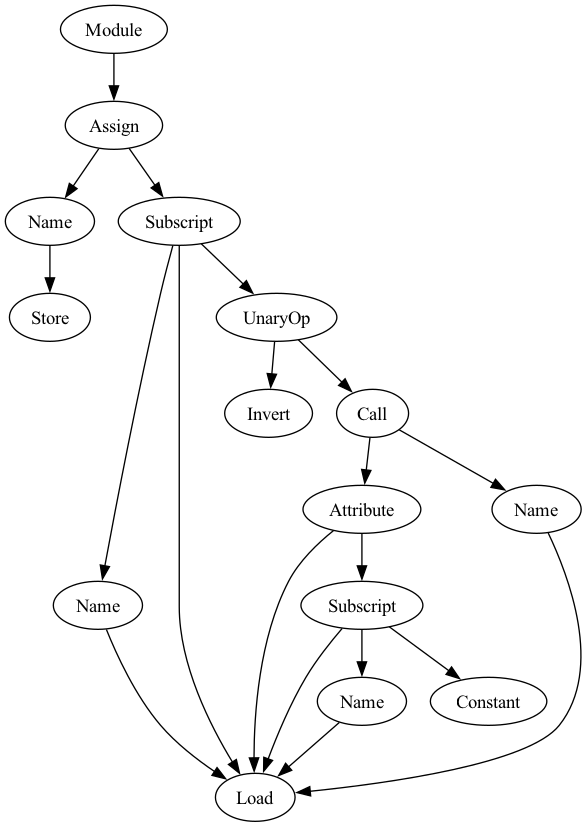 Module
Assign
Name
Subscript
Store
UnaryOp
Invert
Call
Attribute
Name
Name
Subscript
Name
Constant
Load